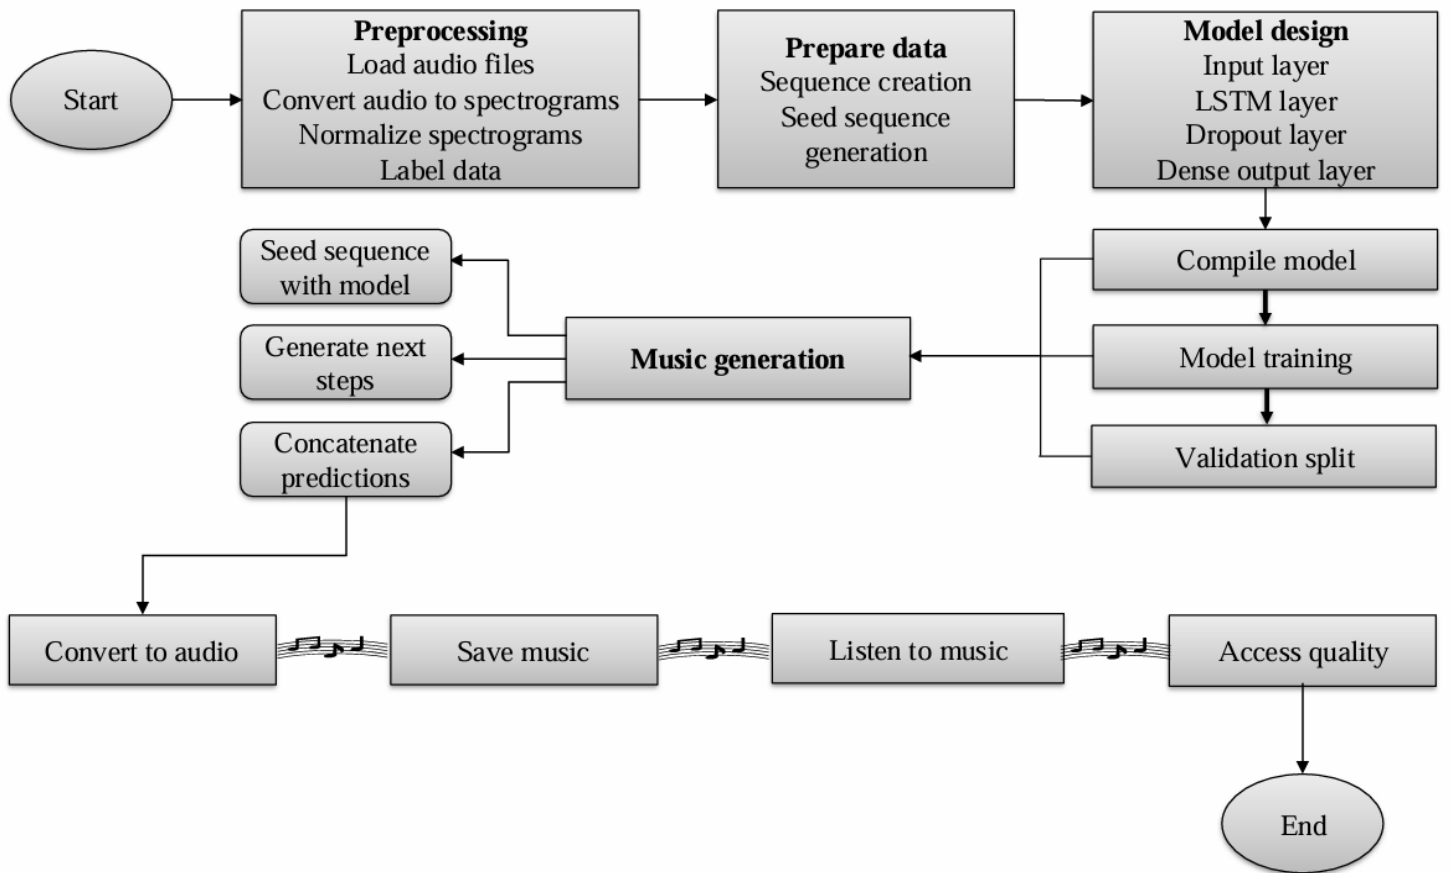 Start
Preprocessing
Load audio files
Convert audio to spectrograms
Normalize spectrograms
Label data
Prepare data
Sequence creation
Seed sequence
generation
Model design
Input layer
LSTM layer
Dropout layer
Dense output layer
Compile model
Model training
Validation split
Music generation
Seed sequence
with model
Generate next
steps
Concatenate
predictions
Convert to audio
Save music
Listen to music
Access quality
End